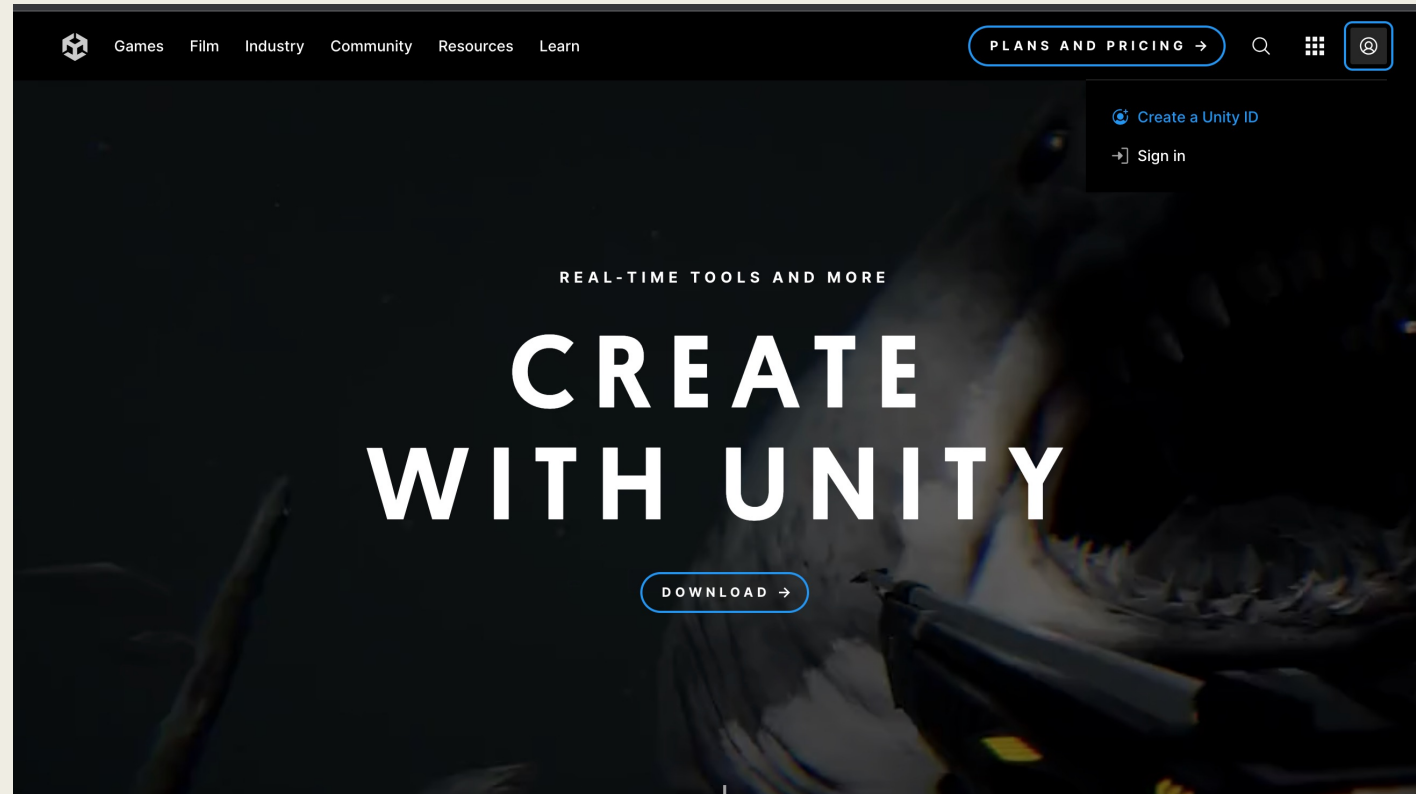 Games Film Industry Community Resources Learn PLANS AND PRICING →
Create a Unity ID
Sign in
REAL-TIME TOOLS AND MORE
CREATE
WITH UNITY
DOWNLOAD →